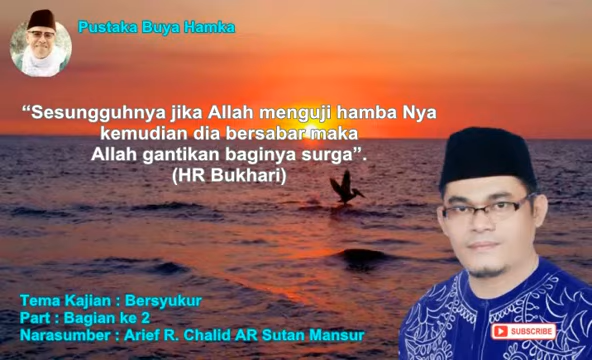 Pustaka Buya Hamka
“Sesungguhnya jika Allah menguji hamba Nya
kemudian dia bersabar maka
Allah gantikan baginya surga”.
(HR Bukhari)
Tema Kajian : Bersyukur
Part : Bagian ke 2
Narasumber : Arief R. Chalid AR Sutan Mansur
SUBSCRIBE